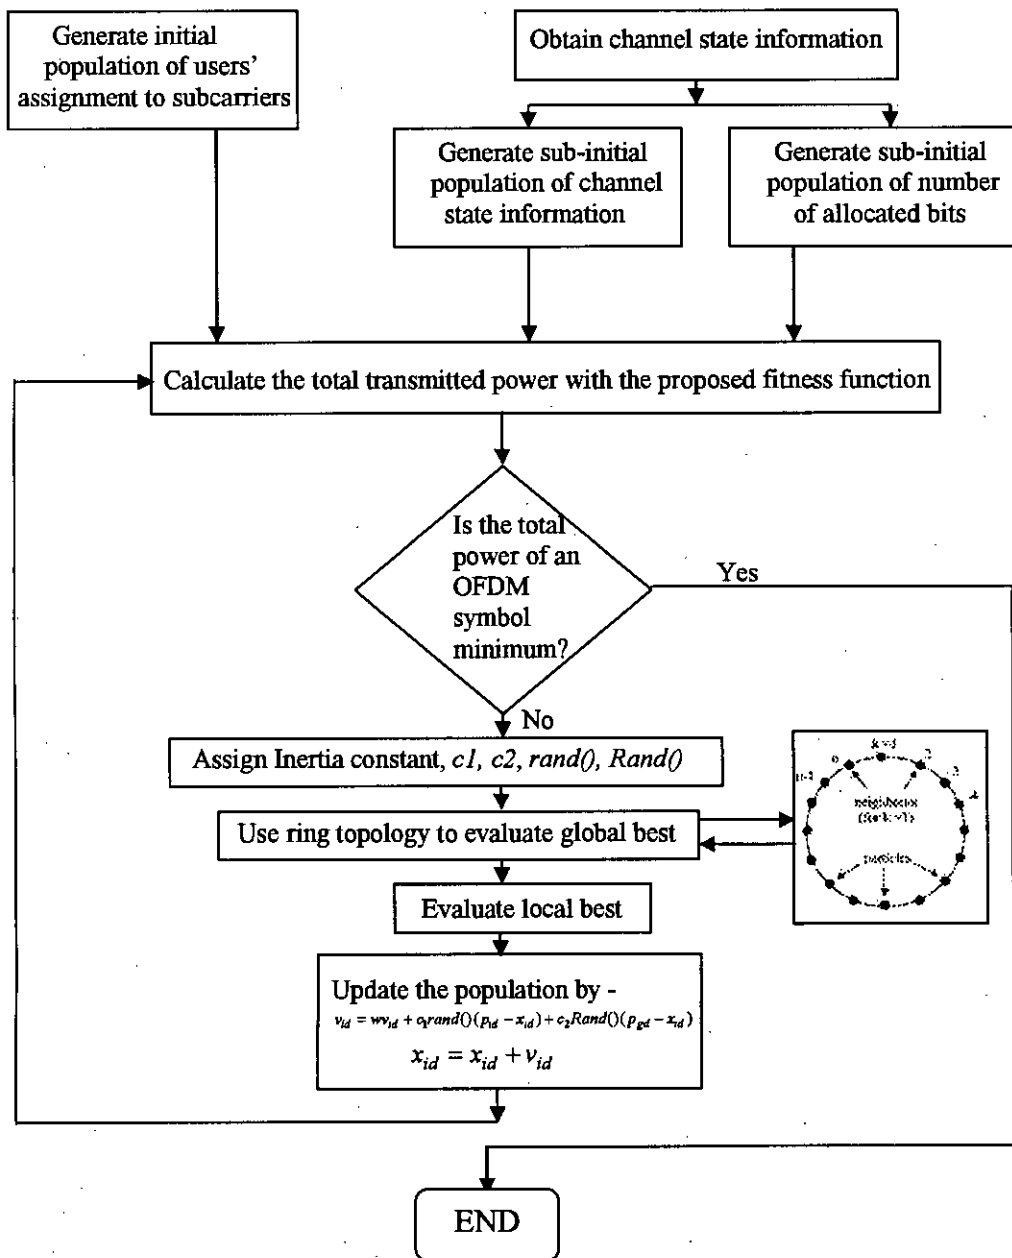 Generate initial
population of users'
assignment to subcarriers
Obtain channel state information
Generate sub-initial
population of channel
state information
Generate sub-initial
population of number
of allocated bits
Calculate the total transmitted power with the proposed fitness function
Is the total
power of an
OFDM
symbol
minimum?
Yes
No
Assign Inertia constant, c1, c2, rand(), Rand()
Use ring topology to evaluate global best
particles
Evaluate local best
Update the population by -
v_id = wv_id + c_1rand()(p_id − x_id) + c_2Rand()(p_gd − x_id)
x_id = x_id + v_id
END